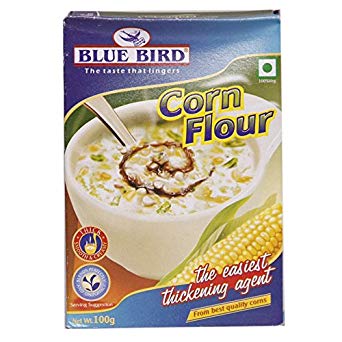 BLUE BIRD
The taste that lingers
Corn
Flour
THICK
the easiest
thickening agent
From best quality corns
Serving Suggestion
Net Wt. 100g